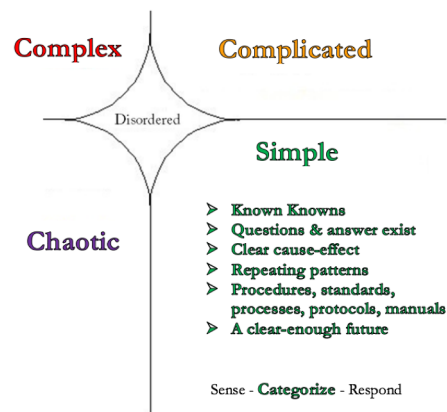 Complex
Complicated
Disordered
Simple
Chaotic
Known Knowns
Questions & answer exist
Clear cause-effect
Repeating patterns
Procedures, standards,
processes, protocols, manuals
A clear-enough future
Sense - Categorize - Respond